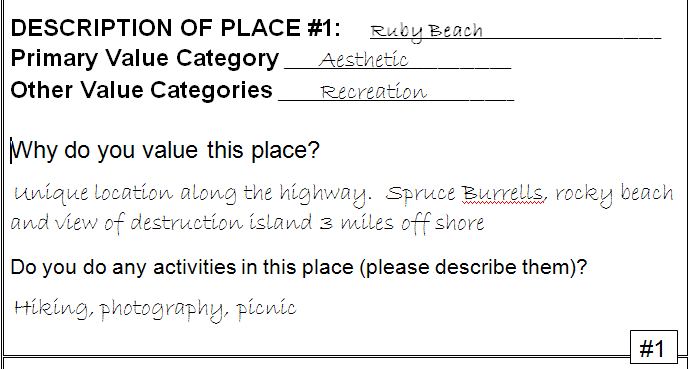 DESCRIPTION OF PLACE #1: Ruby Beach
Primary Value Category Aesthetic
Other Value Categories Recreation
Why do you value this place?
Unique location along the highway. Spruce Burrells, rocky beach
and view of destruction island 3 miles off shore
Do you do any activities in this place (please describe them)?
Hiking, photography, picnic
#1